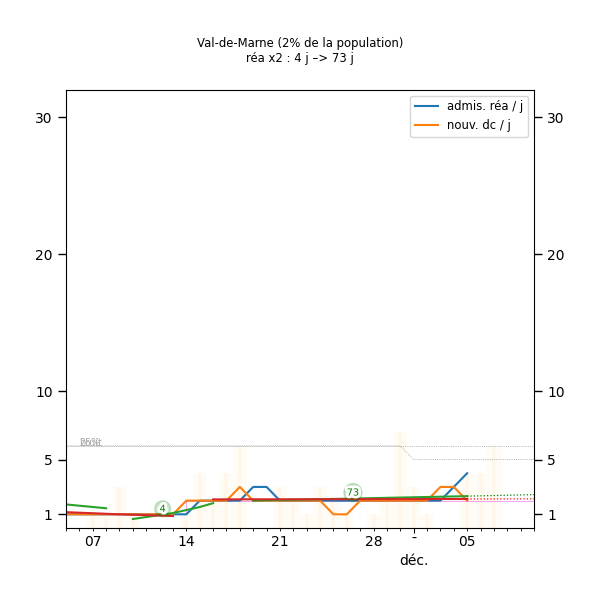 Val-de-Marne (2% de la population)
réa x2 : 4 j –> 73 j
admis. réa / j
nouv. dc / j
30 30
20 20
10 10
5 5
1 1
4
73
07 14 21 28 - 05
déc.